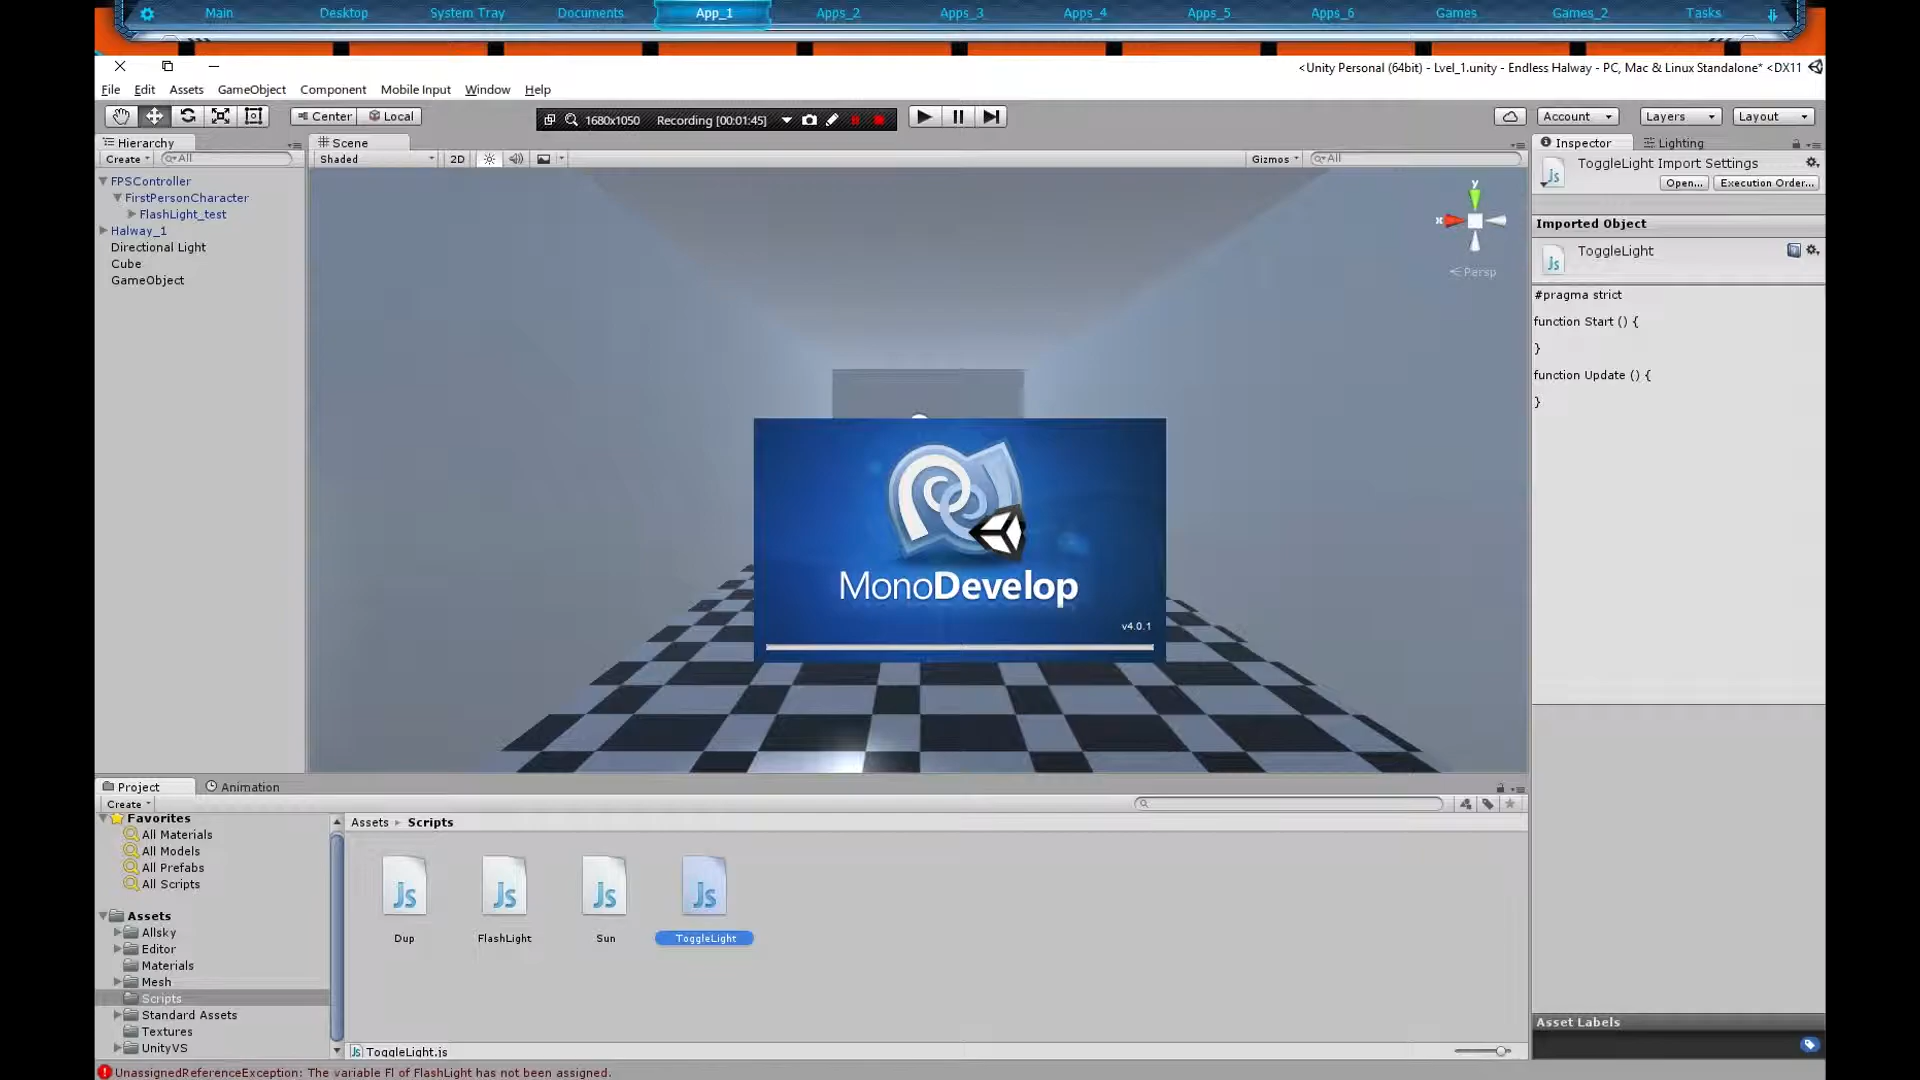 Main Desktop System Tray Documents App_1 Apps_2 Apps_3 Apps_4 Apps_5 Apps_6 Games Games_2 Tasks
<Unity Personal (64bit) - Lvel_1.unity - Endless Halway - PC, Mac & Linux Standalone* <DX11
File Edit Assets GameObject Component Mobile Input Window Help
Center Local 1680x1050 Recording [00:01:45] Account Layers Layout
Hierarchy
Create All
FPSController
FirstPersonCharacter
FlashLight_test
Halway_1
Directional Light
Cube
GameObject
Scene
Shaded 2D Gizmos All
y
x
Persp
MonoDevelop
v4.0.1
Inspector Lighting
ToggleLight Import Settings
Open... Execution Order...
Imported Object
ToggleLight
#pragma strict
function Start () {
}
function Update () {
}
Project Animation
Create
Favorites
All Materials
All Models
All Prefabs
All Scripts
Assets
Allsky
Editor
Materials
Mesh
Scripts
Standard Assets
Textures
UnityVS
Assets Scripts
Js Js Js Js
Dup FlashLight Sun ToggleLight
ToggleLight.js
Asset Labels
UnassignedReferenceException: The variable Fl of FlashLight has not been assigned.